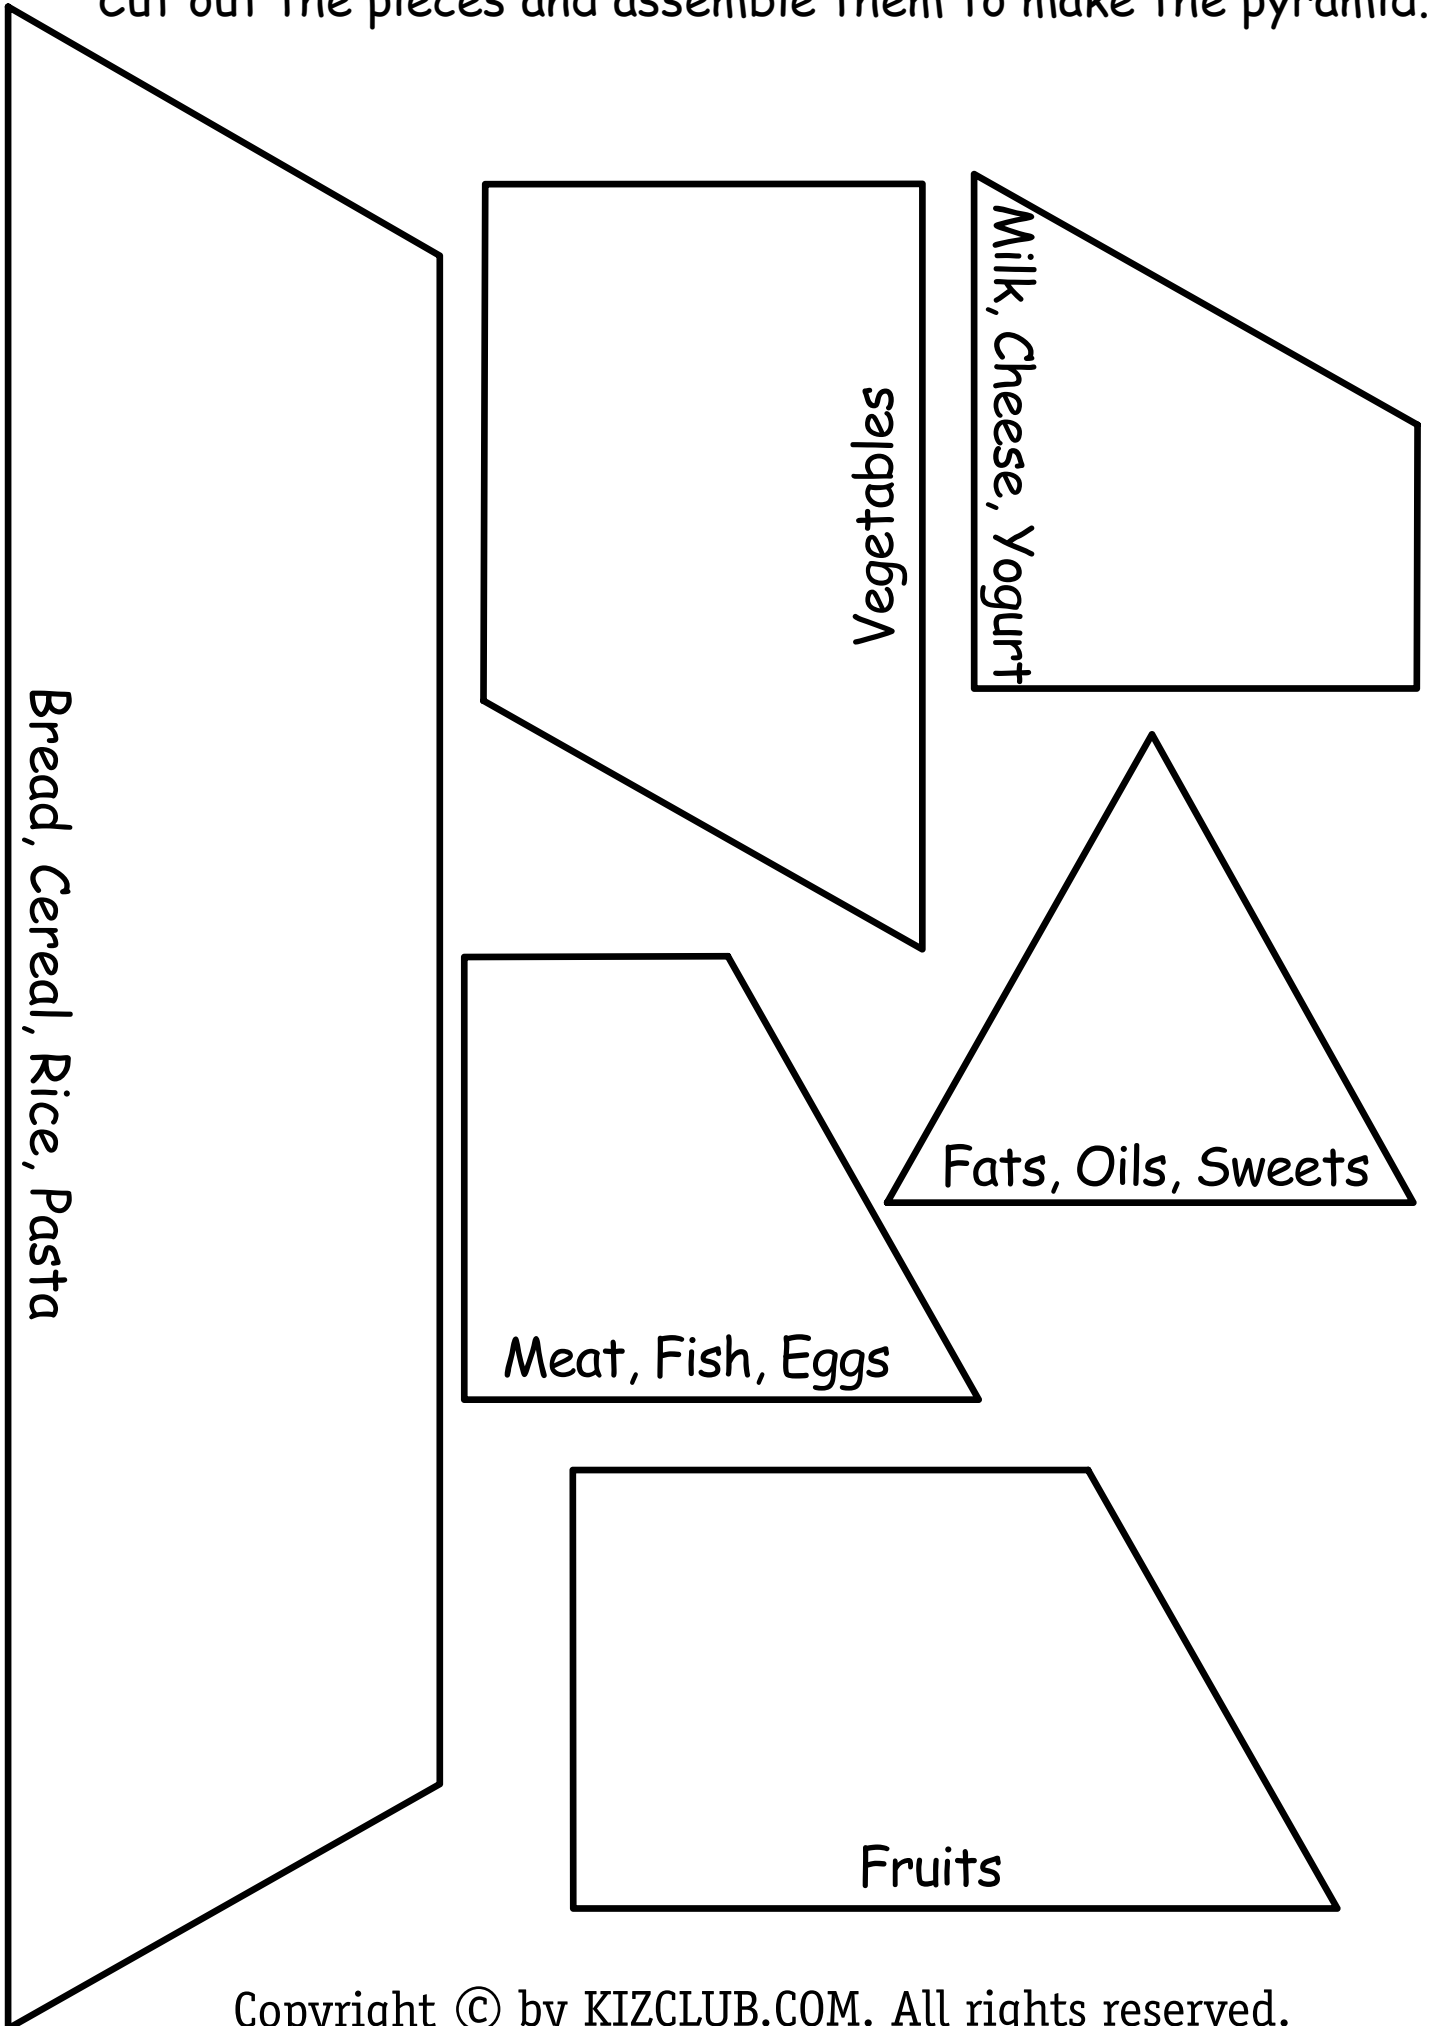 Cut out the pieces and assemble them to make the pyramid.
Milk, Cheese, Yogurt
Vegetables
Bread, Cereal, Rice, Pasta
Fats, Oils, Sweets
Meat, Fish, Eggs
Fruits
Copyright © by KIZCLUB.COM. All rights reserved.